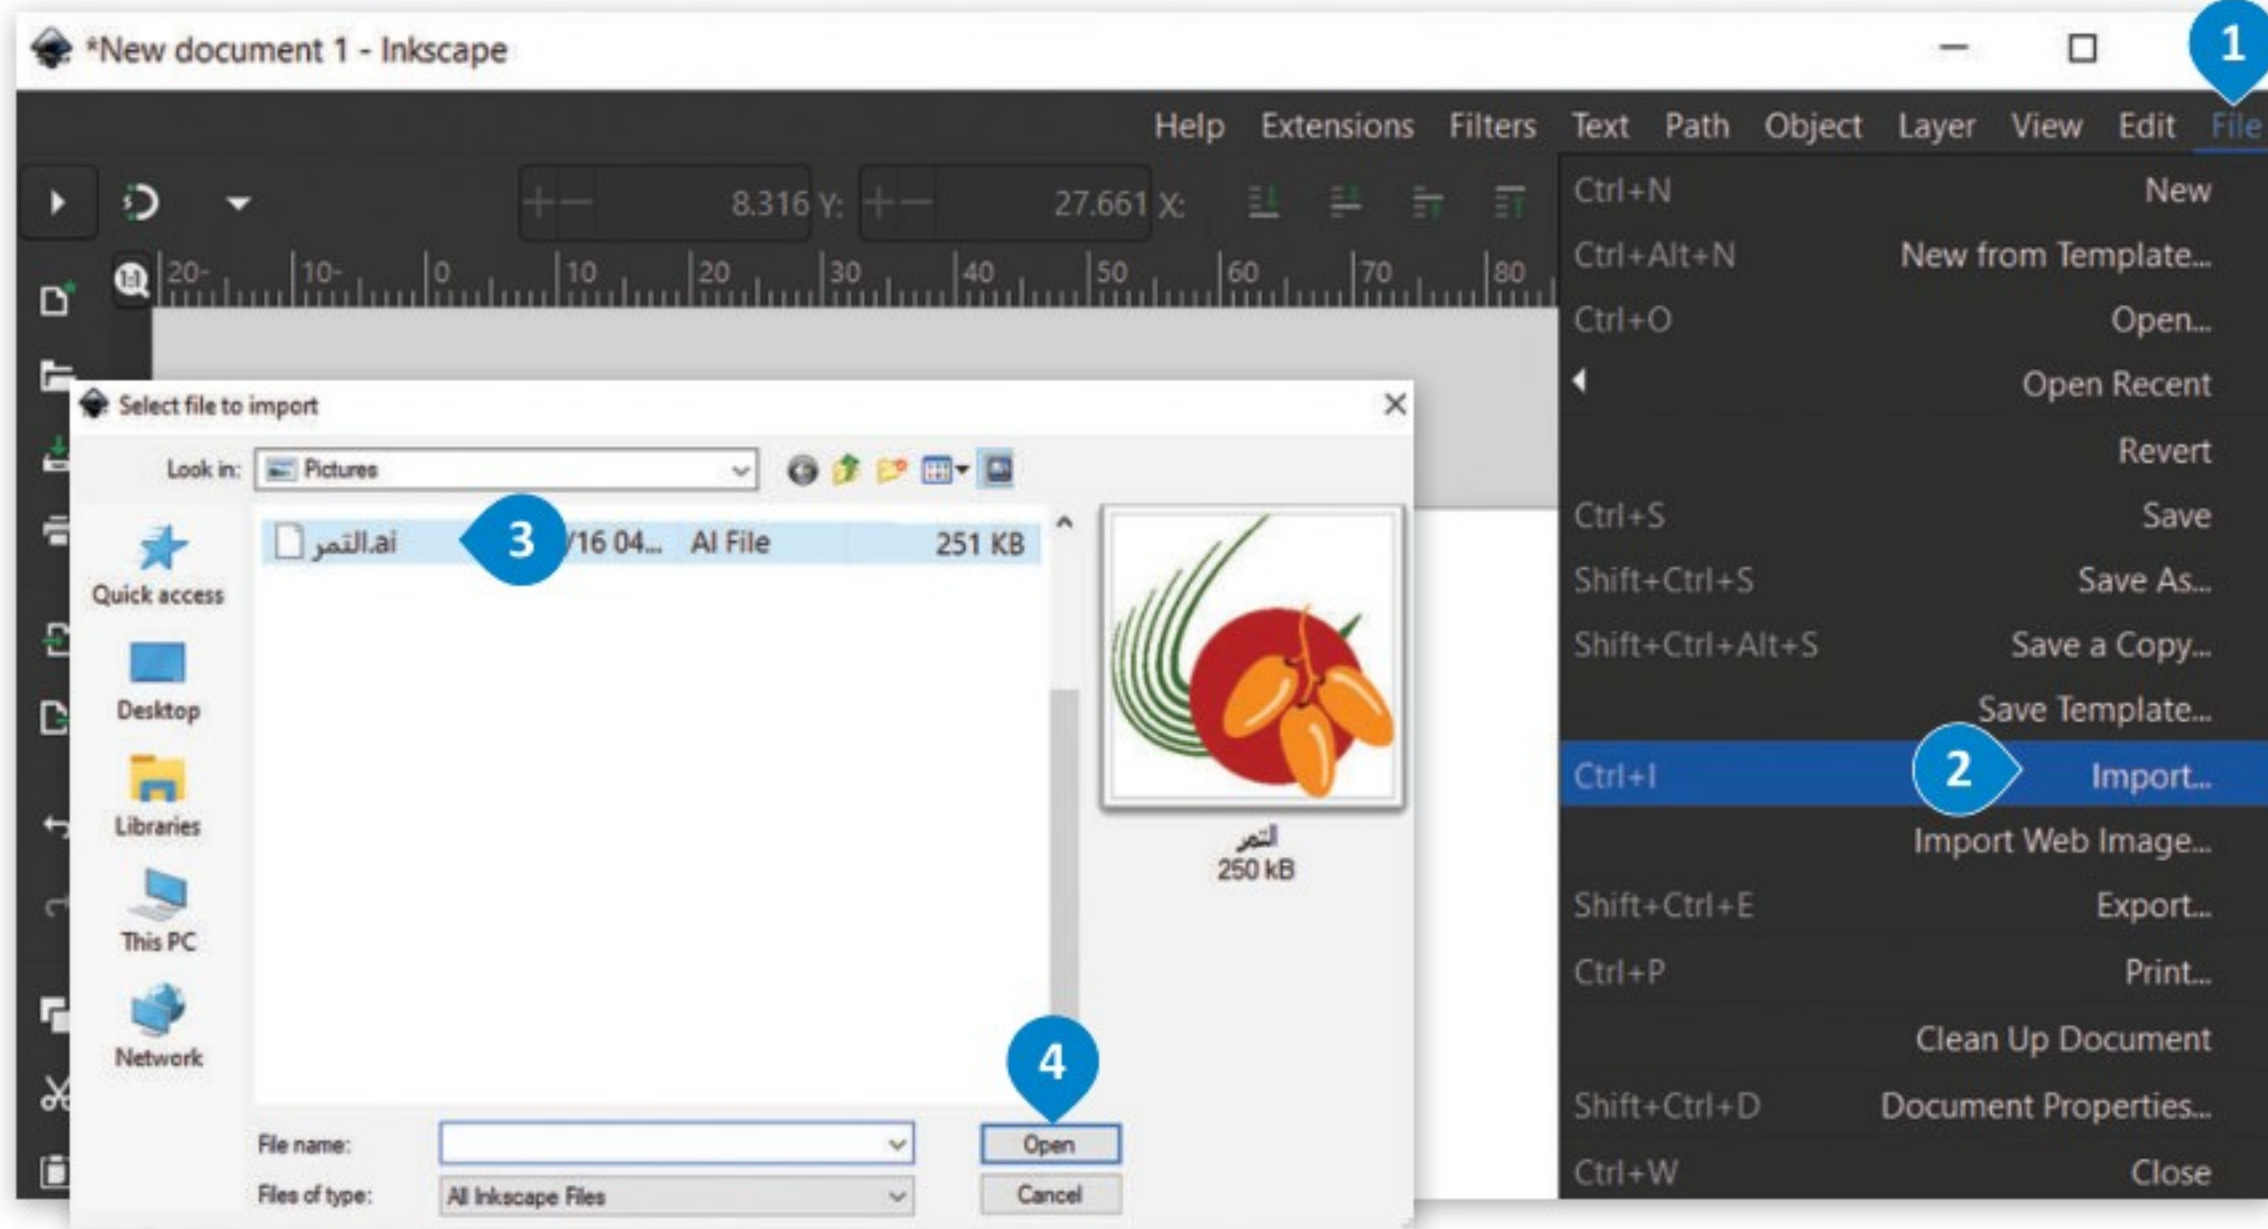 *New document 1 - Inkscape
1
Help Extensions Filters Text Path Object Layer View Edit File
8.316 Y: 27.661 X:
20- 10- 0 10 20 30 40 50 60 70 80
1:1
Ctrl+N New
Ctrl+Alt+N New from Template...
Ctrl+O Open...
Open Recent
Revert
Ctrl+S Save
Shift+Ctrl+S Save As...
Shift+Ctrl+Alt+S Save a Copy...
Save Template...
Ctrl+I 2 Import...
Import Web Image...
Shift+Ctrl+E Export...
Ctrl+P Print...
Clean Up Document
Shift+Ctrl+D Document Properties...
Ctrl+W Close
Select file to import
Look in: Pictures
التمر.ai 3 /16 04... AI File 251 KB
Quick access
Desktop
Libraries
This PC
Network
التمر
250 kB
4
File name: Open
Files of type: All Inkscape Files Cancel